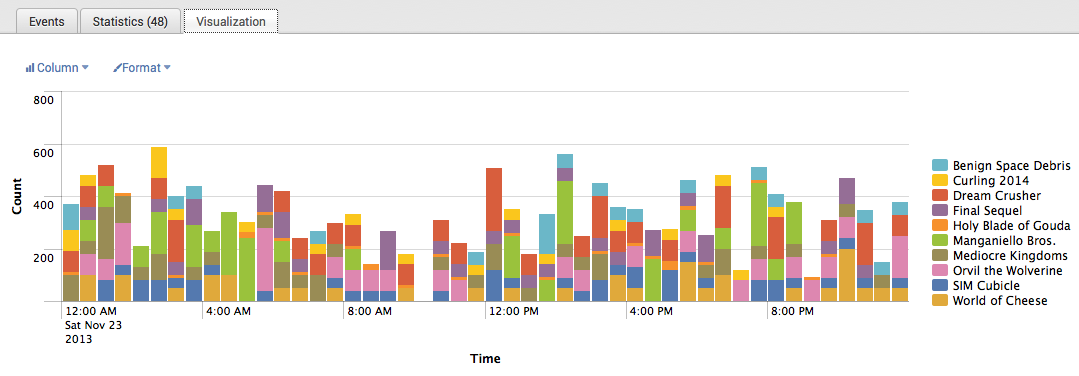 Events Statistics (48) Visualization
Column Format
800
600
400
200
Count
12:00 AM 4:00 AM 8:00 AM 12:00 PM 4:00 PM 8:00 PM
Sat Nov 23
2013
Time
Benign Space Debris
Curling 2014
Dream Crusher
Final Sequel
Holy Blade of Gouda
Manganiello Bros.
Mediocre Kingdoms
Orvil the Wolverine
SIM Cubicle
World of Cheese